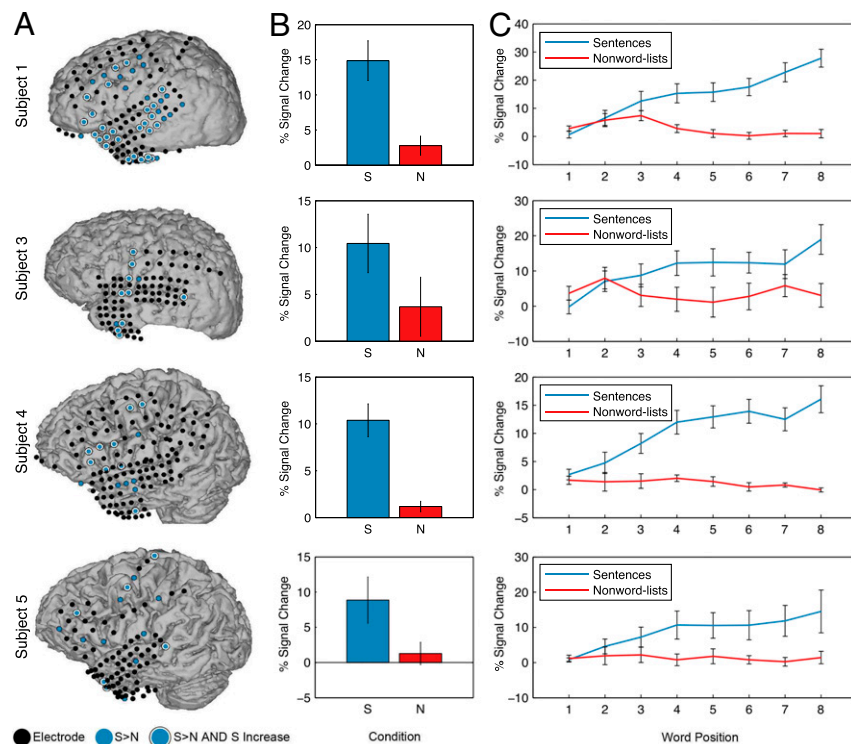 A
B
C
Subject 1
% Signal Change
20
15
10
5
0
S
N
% Signal Change
40
30
20
10
0
−10
Sentences
Nonword-lists
1 2 3 4 5 6 7 8
Subject 3
% Signal Change
15
10
5
0
S
N
% Signal Change
30
20
10
0
−10
Sentences
Nonword-lists
1 2 3 4 5 6 7 8
Subject 4
% Signal Change
15
10
5
0
S
N
% Signal Change
20
15
10
5
0
−5
Sentences
Nonword-lists
1 2 3 4 5 6 7 8
Subject 5
% Signal Change
15
10
5
0
−5
S
N
% Signal Change
30
20
10
0
−10
Sentences
Nonword-lists
1 2 3 4 5 6 7 8
Electrode S>N S>N AND S Increase
Condition
Word Position